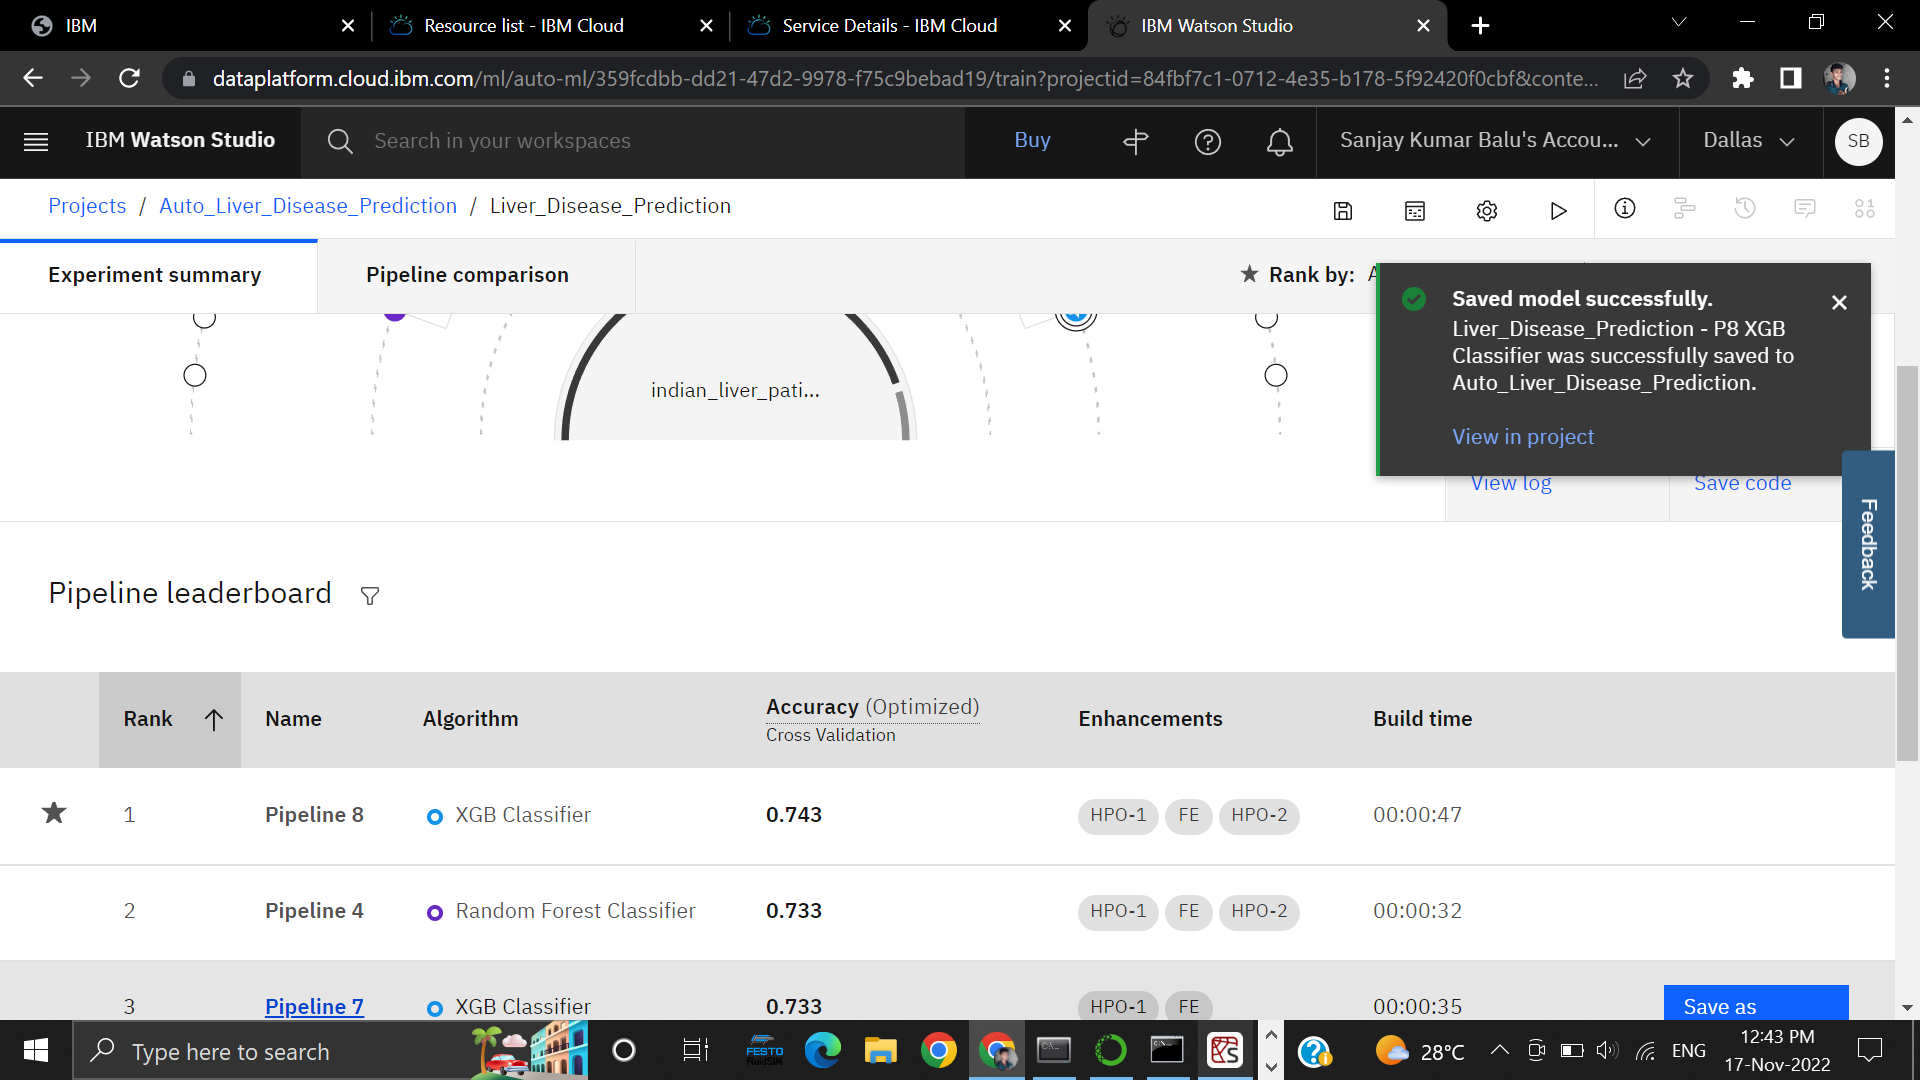 IBM
Resource list - IBM Cloud
Service Details - IBM Cloud
IBM Watson Studio
dataplatform.cloud.ibm.com/ml/auto-ml/359fcdbb-dd21-47d2-9978-f75c9bebad19/train?projectid=84fbf7c1-0712-4e35-b178-5f92420f0cbf&conte...
IBM Watson Studio
Search in your workspaces
Buy
Sanjay Kumar Balu's Accou...
Dallas
SB
Projects / Auto_Liver_Disease_Prediction / Liver_Disease_Prediction
Experiment summary
Pipeline comparison
Rank by:
Saved model successfully.
Liver_Disease_Prediction - P8 XGB
Classifier was successfully saved to
Auto_Liver_Disease_Prediction.
View in project
indian_liver_pati...
View log
Save code
Feedback
Pipeline leaderboard
Rank Name Algorithm Accuracy (Optimized) Enhancements Build time
Cross Validation
1 Pipeline 8 XGB Classifier 0.743 HPO-1 FE HPO-2 00:00:47
2 Pipeline 4 Random Forest Classifier 0.733 HPO-1 FE HPO-2 00:00:32
3 Pipeline 7 XGB Classifier 0.733 HPO-1 FE 00:00:35 Save as
Type here to search
FESTO
FluidSIM
28°C
ENG
12:43 PM
17-Nov-2022